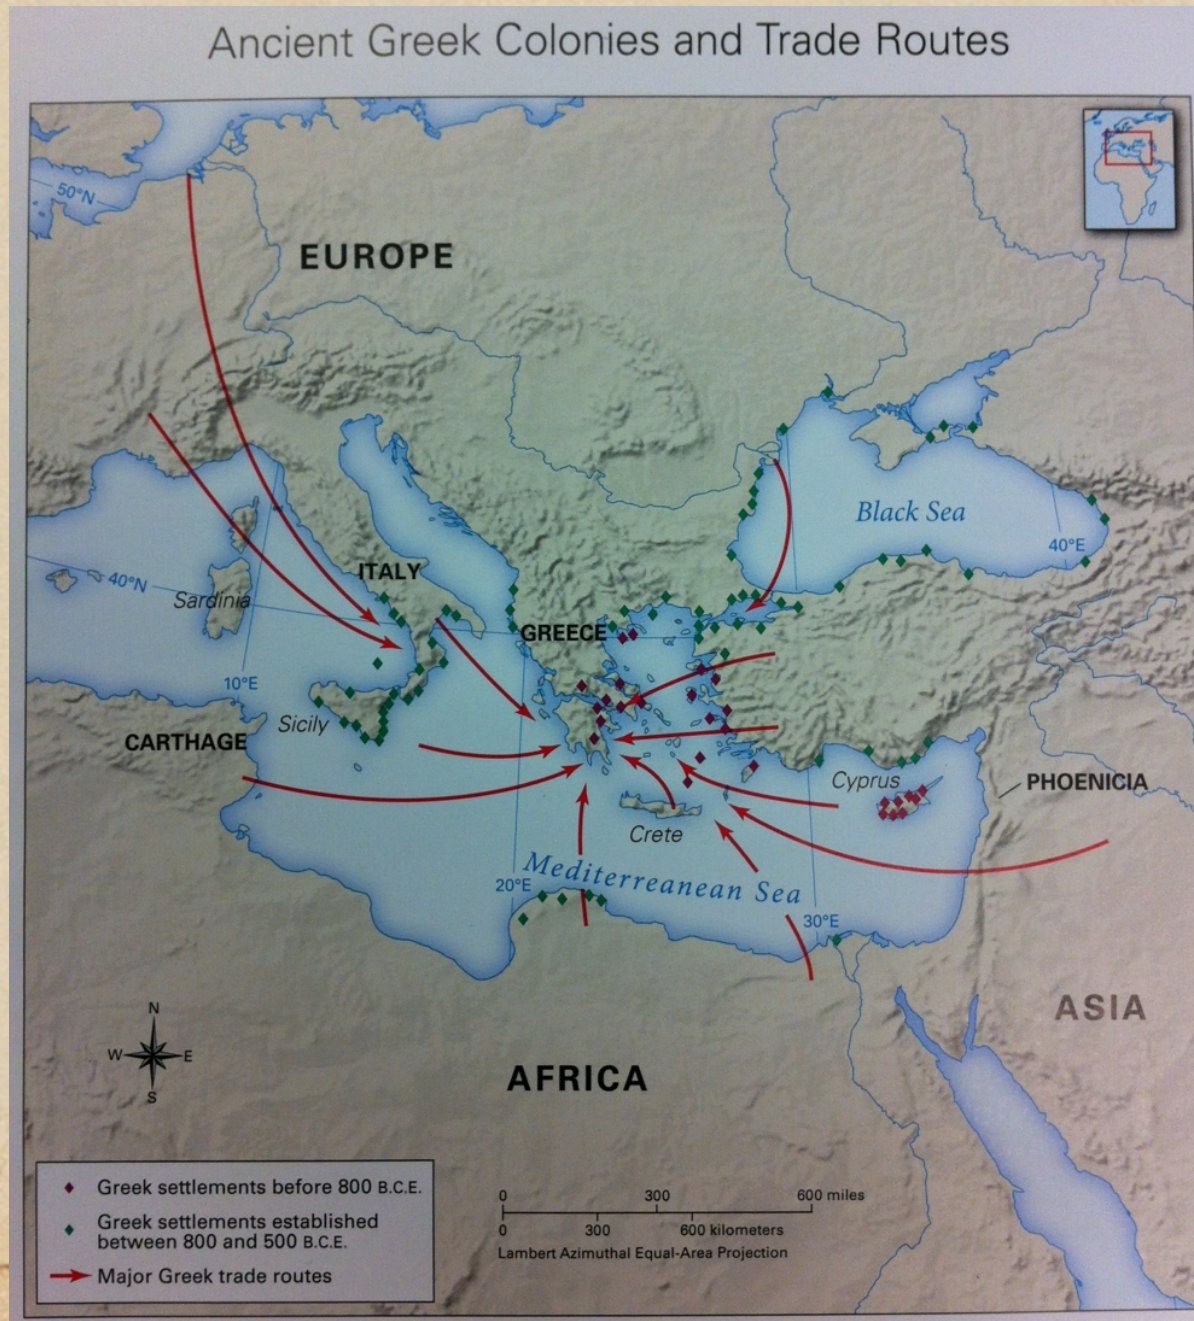 Ancient Greek Colonies and Trade Routes
50°N
EUROPE
Black Sea
40°E
ITALY
40°N
Sardinia
GREECE
10°E
Sicily
CARTHAGE
Cyprus
PHOENICIA
Crete
Mediterranean Sea
20°E
30°E
ASIA
AFRICA
N
W E
S
Greek settlements before 800 B.C.E.
Greek settlements established
between 800 and 500 B.C.E.
Major Greek trade routes
0 300 600 miles
0 300 600 kilometers
Lambert Azimuthal Equal-Area Projection